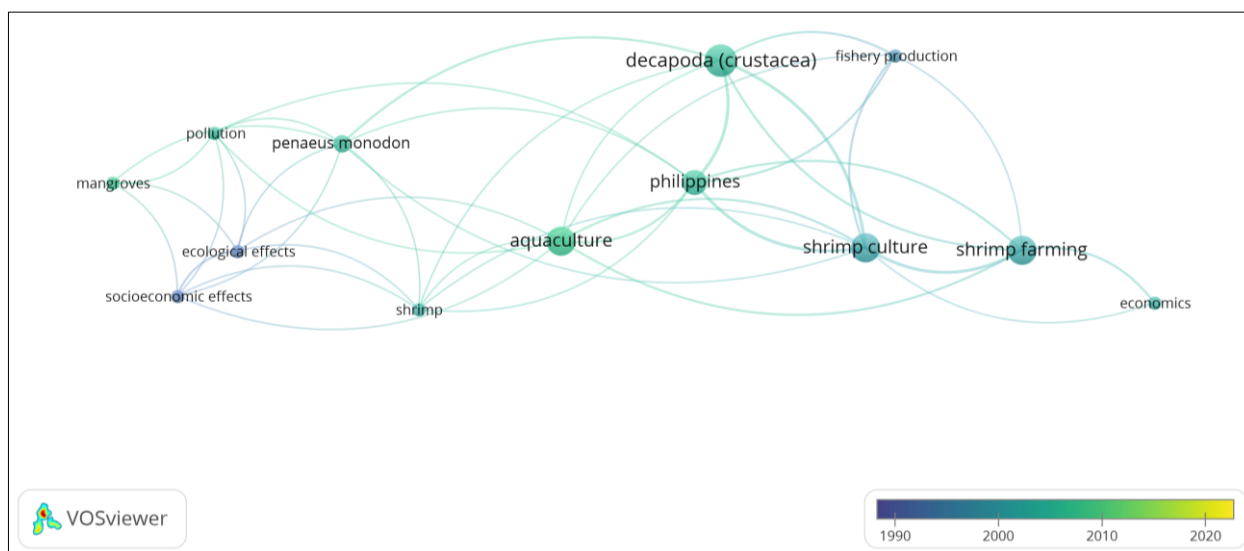 decapoda (crustacea)
fishery production
pollution
penaeus monodon
mangroves
philippines
aquaculture
shrimp culture
shrimp farming
ecological effects
socioeconomic effects
shrimp
economics
VOSviewer
1990
2000
2010
2020